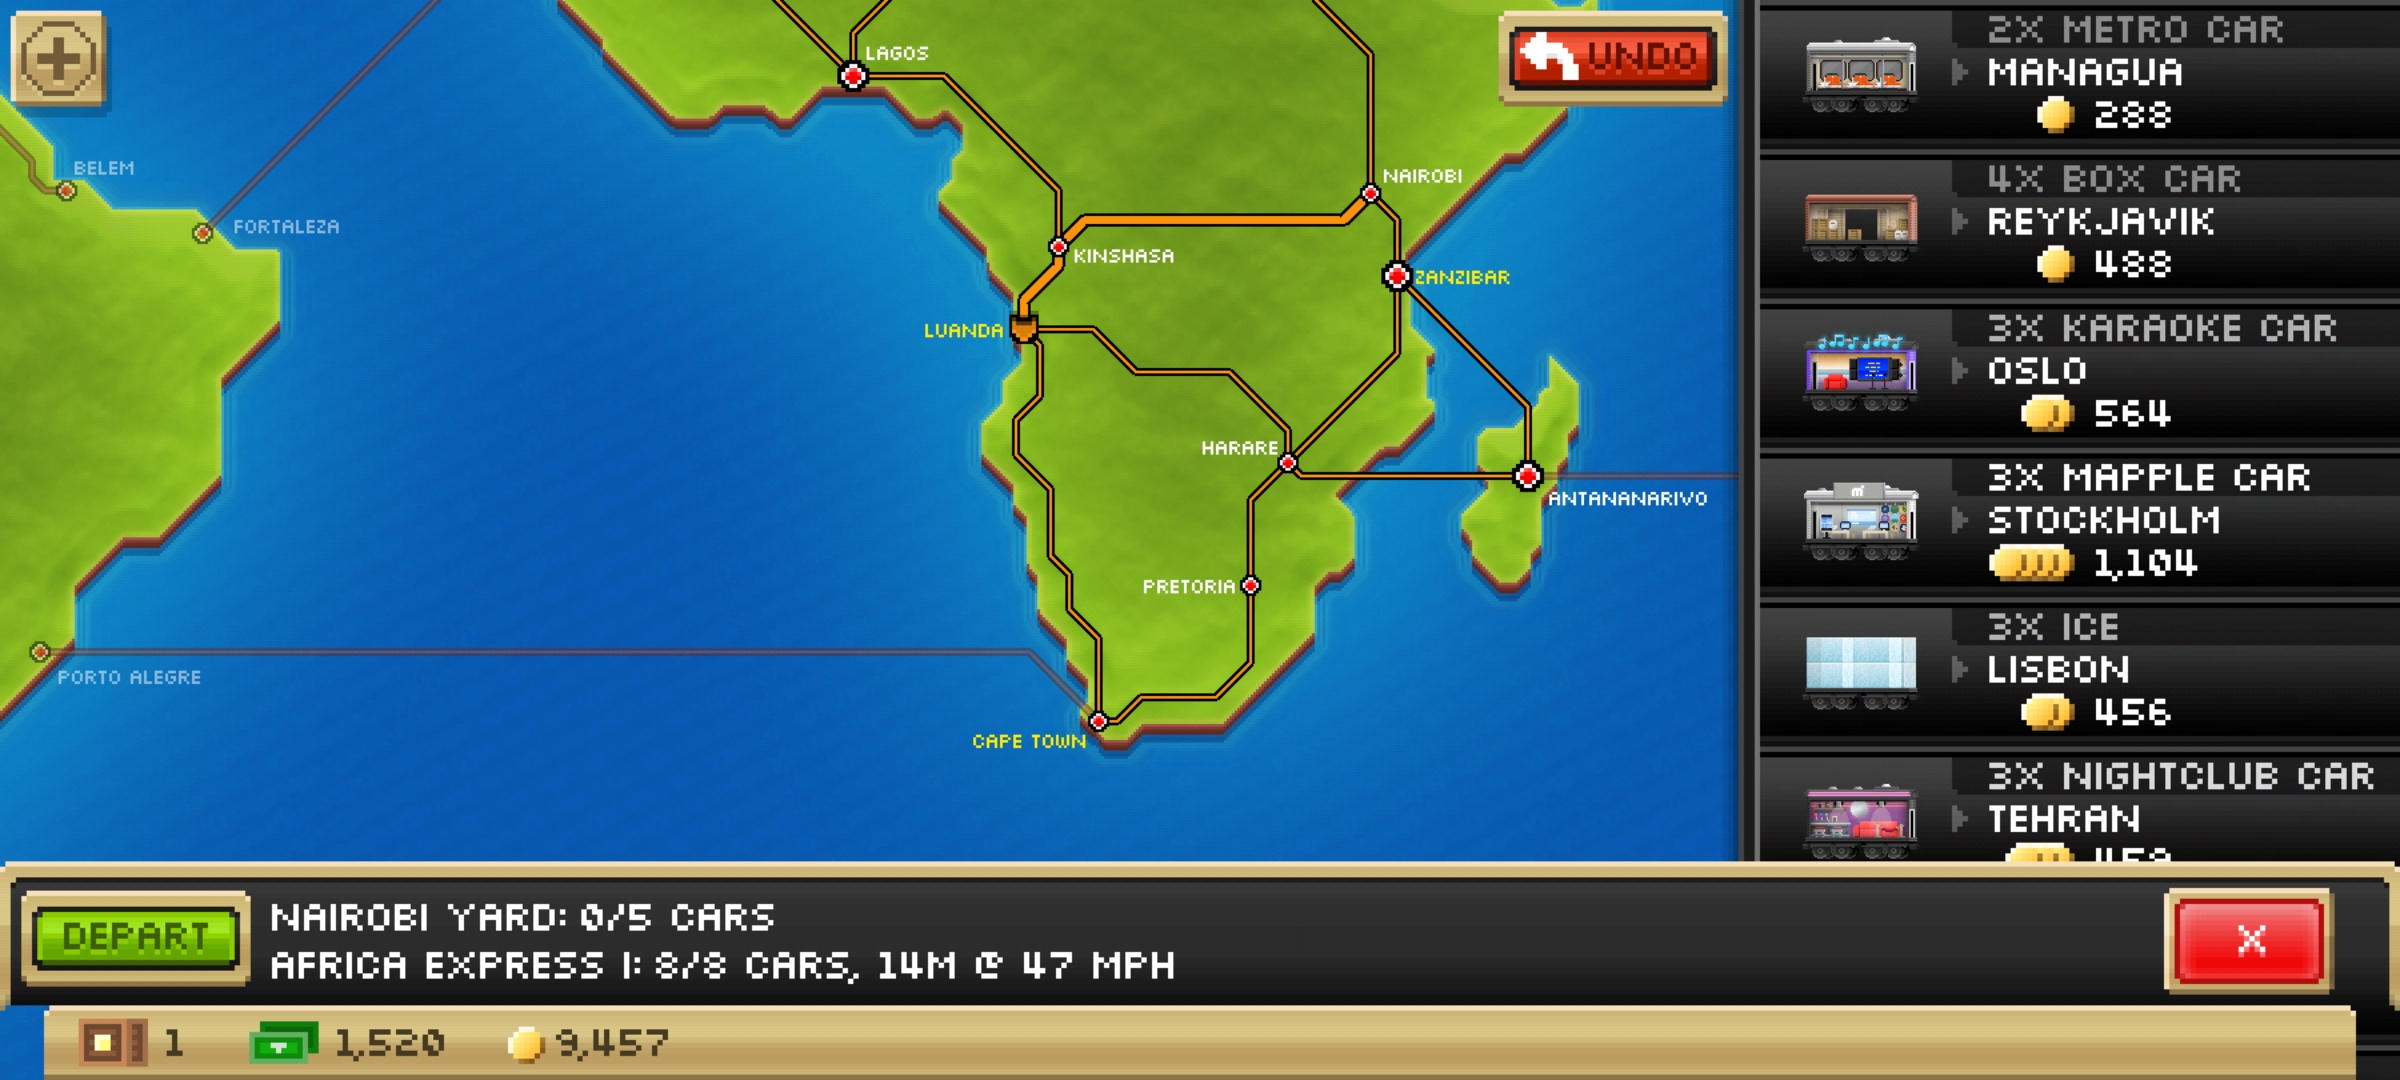 LAGOS
UNDO
BELEM
NAIROBI
FORTALEZA
KINSHASA
ZANZIBAR
LUANDA
HARARE
ANTANANARIVO
PRETORIA
PORTO ALEGRE
CAPE TOWN
2X METRO CAR
MANAGUA
288
4X BOX CAR
REYKJAVIK
488
3X KARAOKE CAR
OSLO
564
3X MAPPLE CAR
STOCKHOLM
1,104
3X ICE
LISBON
456
3X NIGHTCLUB CAR
TEHRAN
DEPART
NAIROBI YARD: 0/5 CARS
AFRICA EXPRESS I: 8/8 CARS, 14M @ 47 MPH
X
1
1,520
9,457